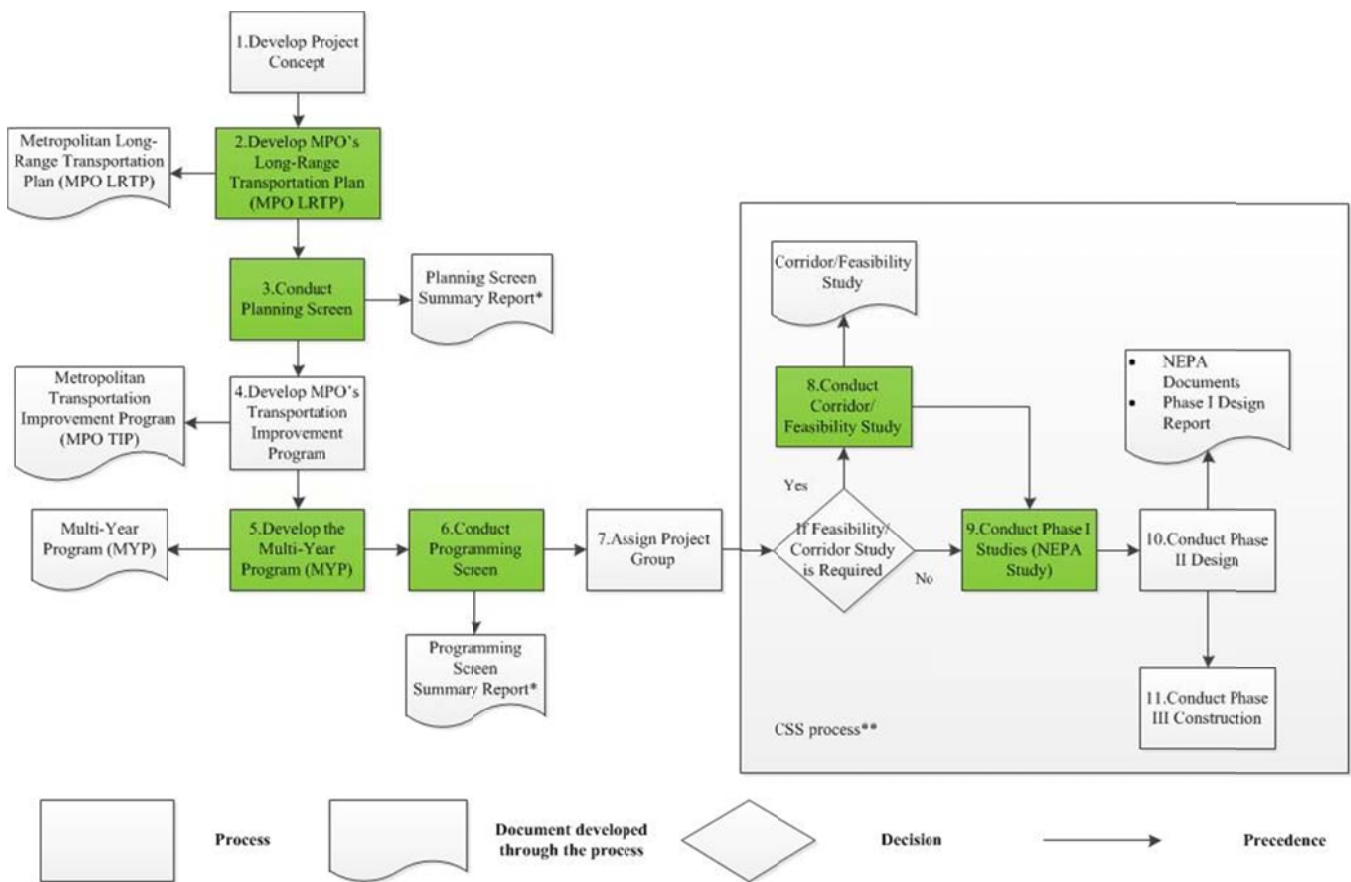 1.Develop Project
Concept
Metropolitan Long-
Range Transportation
Plan (MPO LRTP)
2.Develop MPO's
Long-Range
Transportation Plan
(MPO LRTP)
3.Conduct
Planning Screen
Planning Screen
Summary Report*
Metropolitan
Transportation
Improvement Program
(MPO TIP)
4.Develop MPO's
Transportation
Improvement
Program
Multi-Year
Program (MYP)
5.Develop the
Multi-Year
Program (MYP)
6.Conduct
Programming
Screen
Programming
Screen
Summary Report*
7.Assign Project
Group
Corridor/Feasibility
Study
8.Conduct
Corridor/
Feasibility Study
Yes
If Feasibility/
Corridor Study
is Required
No
9.Conduct Phase I
Studies (NEPA
Study)
• NEPA
Documents
• Phase I Design
Report
10.Conduct Phase
II Design
11.Conduct Phase
III Construction
CSS process**
Process
Document developed
through the process
Decision
Precedence